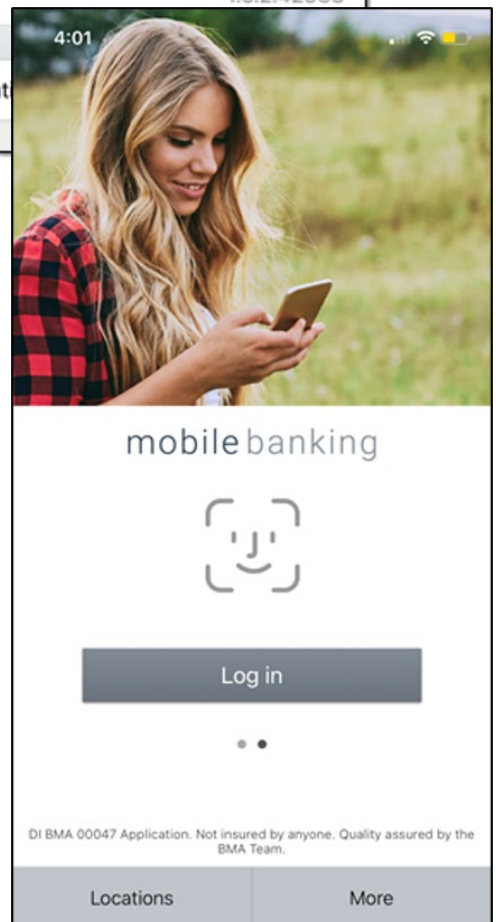 4:01
mobile banking
Log in
DI BMA 00047 Application. Not insured by anyone. Quality assured by the
BMA Team.
Locations
More